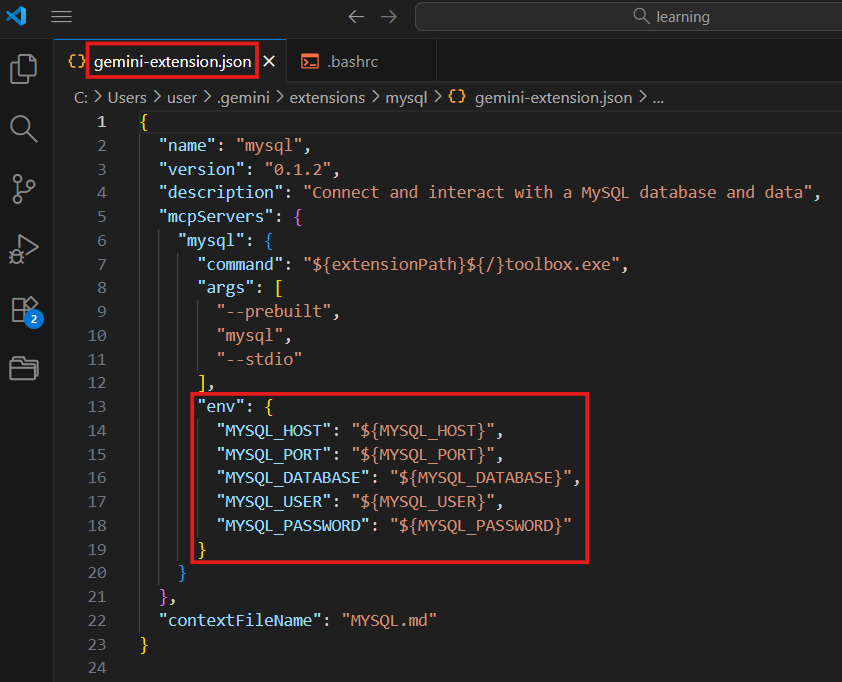 learning
{} gemini-extension.json × .bashrc
C: > Users > user > .gemini > extensions > mysql > {} gemini-extension.json > ...
1 {
2 "name": "mysql",
3 "version": "0.1.2",
4 "description": "Connect and interact with a MySQL database and data",
5 "mcpServers": {
6 "mysql": {
7 "command": "${extensionPath}${/}toolbox.exe",
8 "args": [
9 "--prebuilt",
10 "mysql",
11 "--stdio"
12 ],
13 "env": {
14 "MYSQL_HOST": "${MYSQL_HOST}",
15 "MYSQL_PORT": "${MYSQL_PORT}",
16 "MYSQL_DATABASE": "${MYSQL_DATABASE}",
17 "MYSQL_USER": "${MYSQL_USER}",
18 "MYSQL_PASSWORD": "${MYSQL_PASSWORD}"
19 }
20 }
21 },
22 "contextFileName": "MYSQL.md"
23 }
24
2